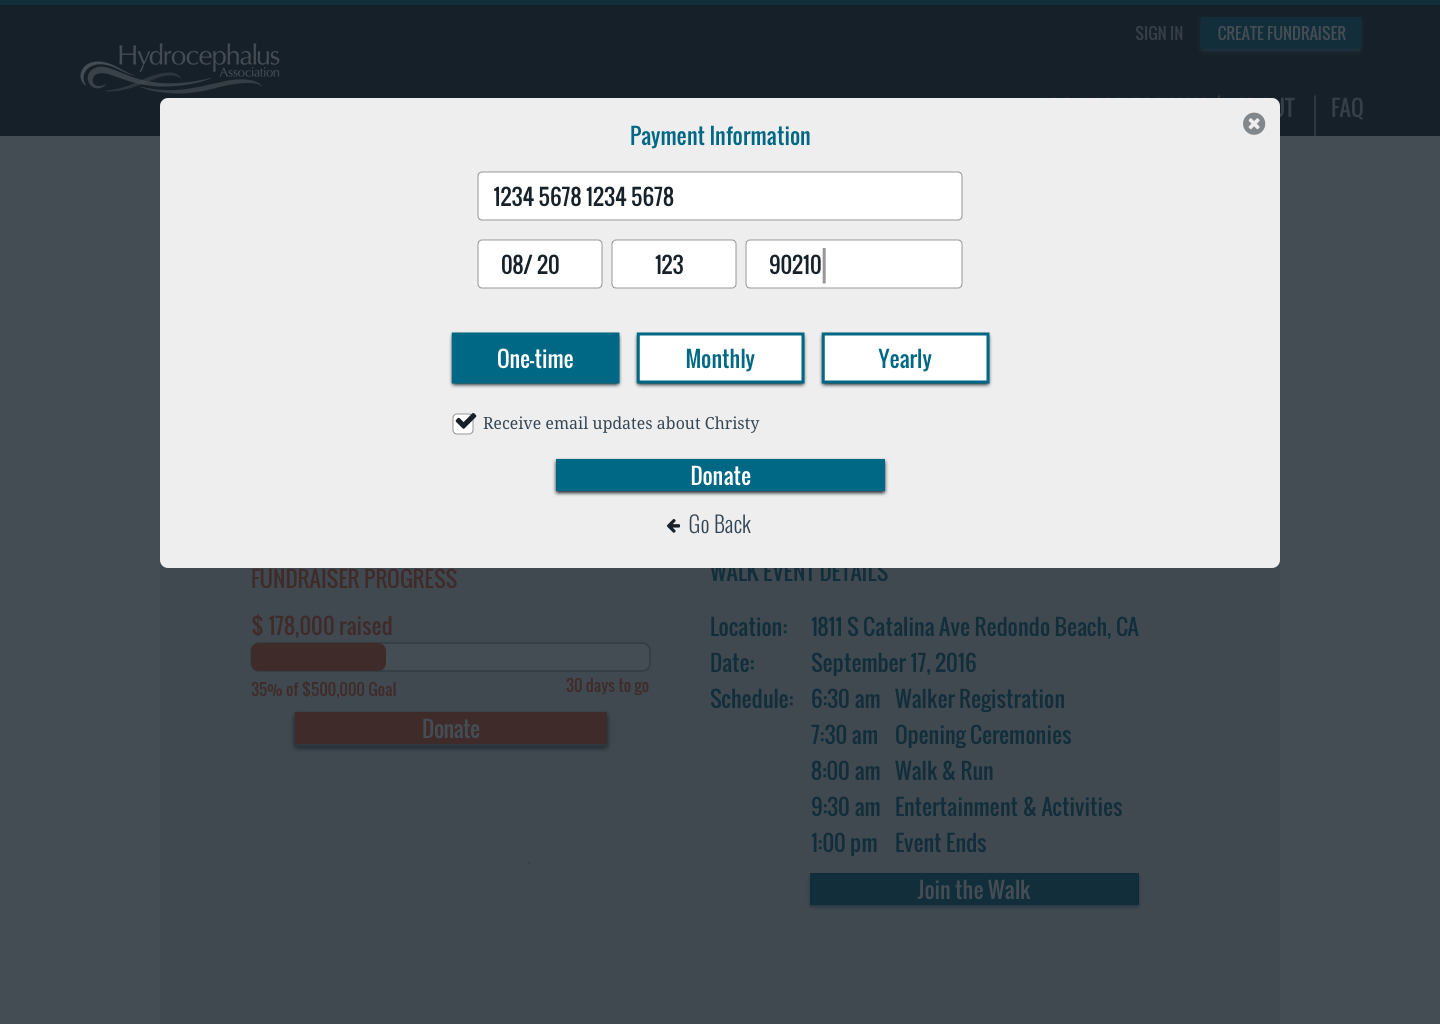 Hydrocephalus
Association
SIGN IN
CREATE FUNDRAISER
FAQ
Payment Information
1234 5678 1234 5678
08/ 20
123
90210
One-time
Monthly
Yearly
Receive email updates about Christy
Donate
Go Back
FUNDRAISER PROGRESS
$ 178,000 raised
35% of $500,000 Goal
30 days to go
Donate
WALK EVENT DETAILS
Location: 1811 S Catalina Ave Redondo Beach, CA
Date: September 17, 2016
Schedule: 6:30 am Walker Registration
7:30 am Opening Ceremonies
8:00 am Walk & Run
9:30 am Entertainment & Activities
1:00 pm Event Ends
Join the Walk